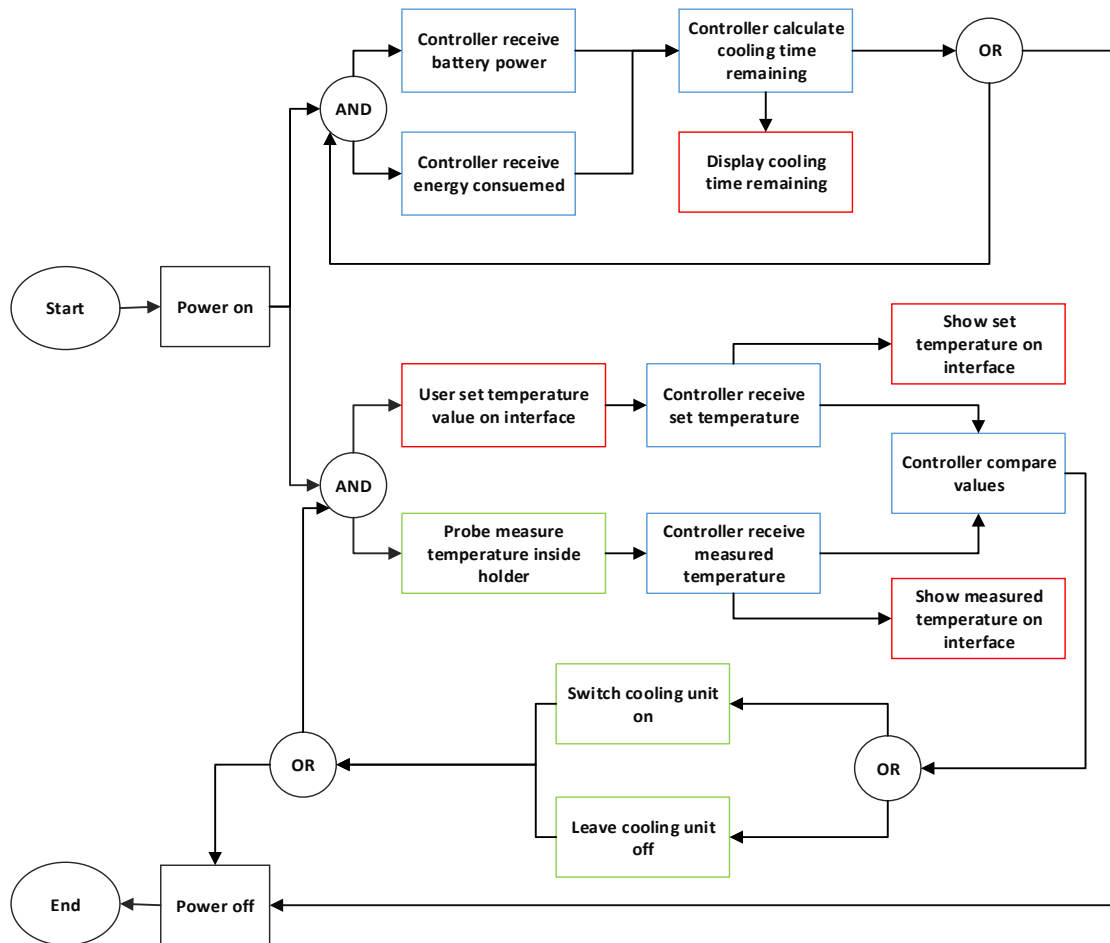 Controller receive
battery power
Controller calculate
cooling time
remaining
OR
AND
Controller receive
energy consuemed
Display cooling
time remaining
Start
Power on
Show set
temperature on
interface
User set temperature
value on interface
Controller receive
set temperature
Controller compare
values
AND
Probe measure
temperature inside
holder
Controller receive
measured
temperature
Show measured
temperature on
interface
Switch cooling unit
on
OR
OR
Leave cooling unit
off
End
Power off